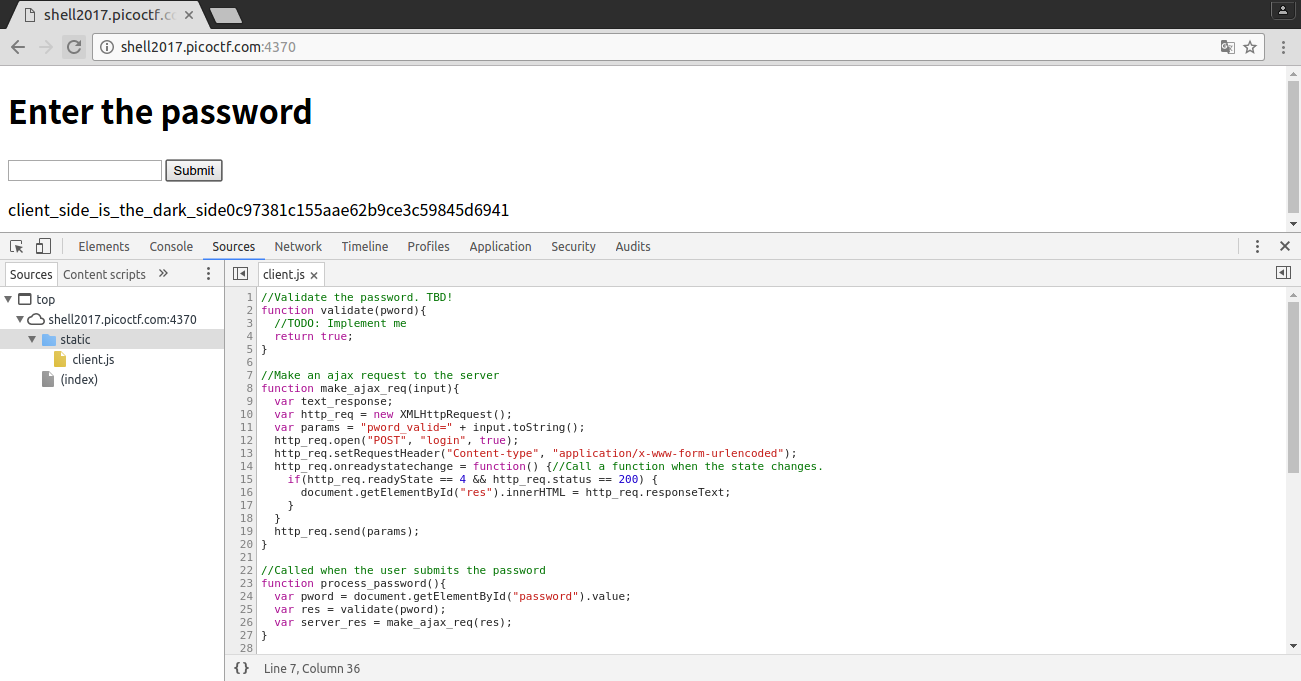 shell2017.picoctf.co
shell2017.picoctf.com:4370
Enter the password
Submit
client_side_is_the_dark_side0c97381c155aae62b9ce3c59845d6941
Elements Console Sources Network Timeline Profiles Application Security Audits
Sources Content scripts » client.js ×
top
shell2017.picoctf.com:4370
static
client.js
(index)
1 //Validate the password. TBD!
2 function validate(pword){
3   //TODO: Implement me
4   return true;
5 }
6
7 //Make an ajax request to the server
8 function make_ajax_req(input){
9   var text_response;
10   var http_req = new XMLHttpRequest();
11   var params = "pword_valid=" + input.toString();
12   http_req.open("POST", "login", true);
13   http_req.setRequestHeader("Content-type", "application/x-www-form-urlencoded");
14   http_req.onreadystatechange = function() {//Call a function when the state changes.
15     if(http_req.readyState == 4 && http_req.status == 200) {
16       document.getElementById("res").innerHTML = http_req.responseText;
17     }
18   }
19   http_req.send(params);
20 }
21
22 //Called when the user submits the password
23 function process_password(){
24   var pword = document.getElementById("password").value;
25   var res = validate(pword);
26   var server_res = make_ajax_req(res);
27 }
28
{} Line 7, Column 36